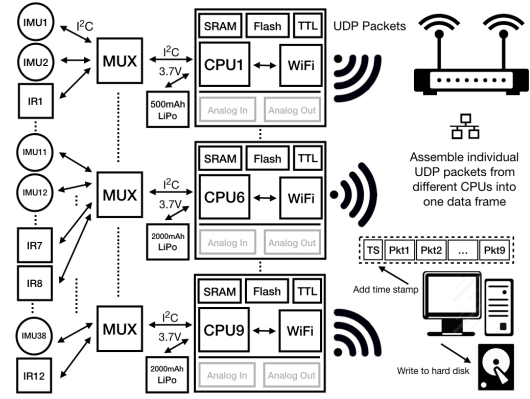 IMU1
I2C
IMU2
IR1
MUX
I2C
3.7V
500mAh
LiPo
SRAM
Flash
TTL
CPU1
WiFi
Analog In
Analog Out
UDP Packets
IMU11
IMU12
IR7
IR8
MUX
I2C
3.7V
2000mAh
LiPo
SRAM
Flash
TTL
CPU6
WiFi
Analog In
Analog Out
Assemble individual
UDP packets from
different CPUs into
one data frame
TS Pkt1 Pkt2 ... Pkt9
Add time stamp
Write to hard disk
IMU38
IR12
MUX
I2C
3.7V
2000mAh
LiPo
SRAM
Flash
TTL
CPU9
WiFi
Analog In
Analog Out